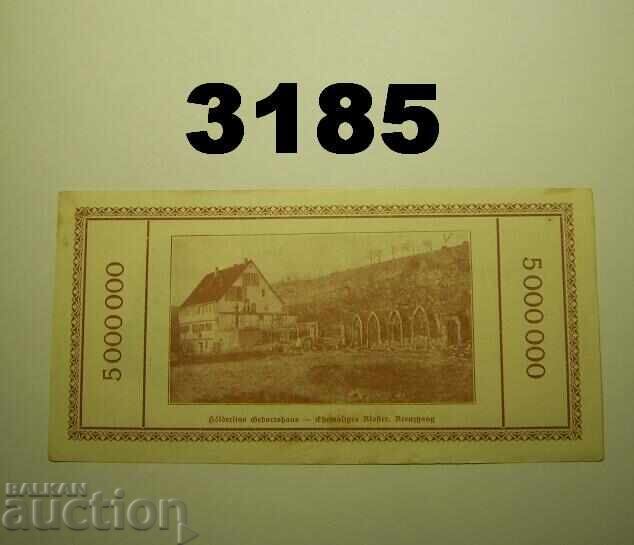 3185
5000000
5000000
Hölderlins Geburtshaus — Ehemaliges Kloster, Kreuzgang
BALKAN
auction